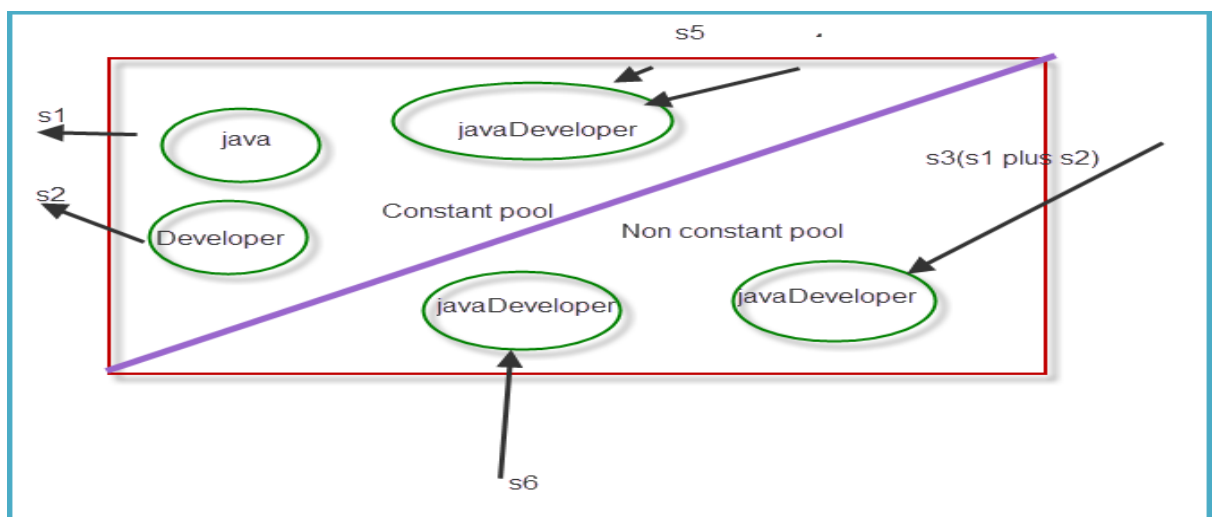 s5
s1
java
javaDeveloper
s3(s1 plus s2)
s2
Developer
Constant pool
Non constant pool
javaDeveloper
javaDeveloper
s6